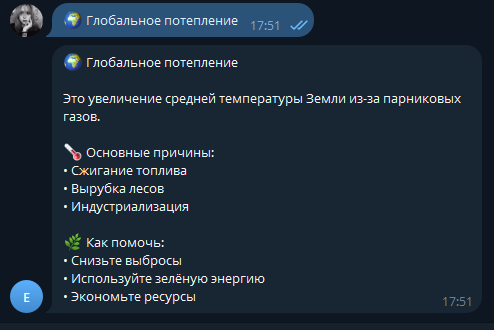 🌍 Глобальное потепление
17:51
🌍 Глобальное потепление
Это увеличение средней температуры Земли из-за парниковых
газов.
🌡️ Основные причины:
• Сжигание топлива
• Вырубка лесов
• Индустриализация
🌿 Как помочь:
• Снизьте выбросы
• Используйте зелёную энергию
• Экономьте ресурсы
E
17:51